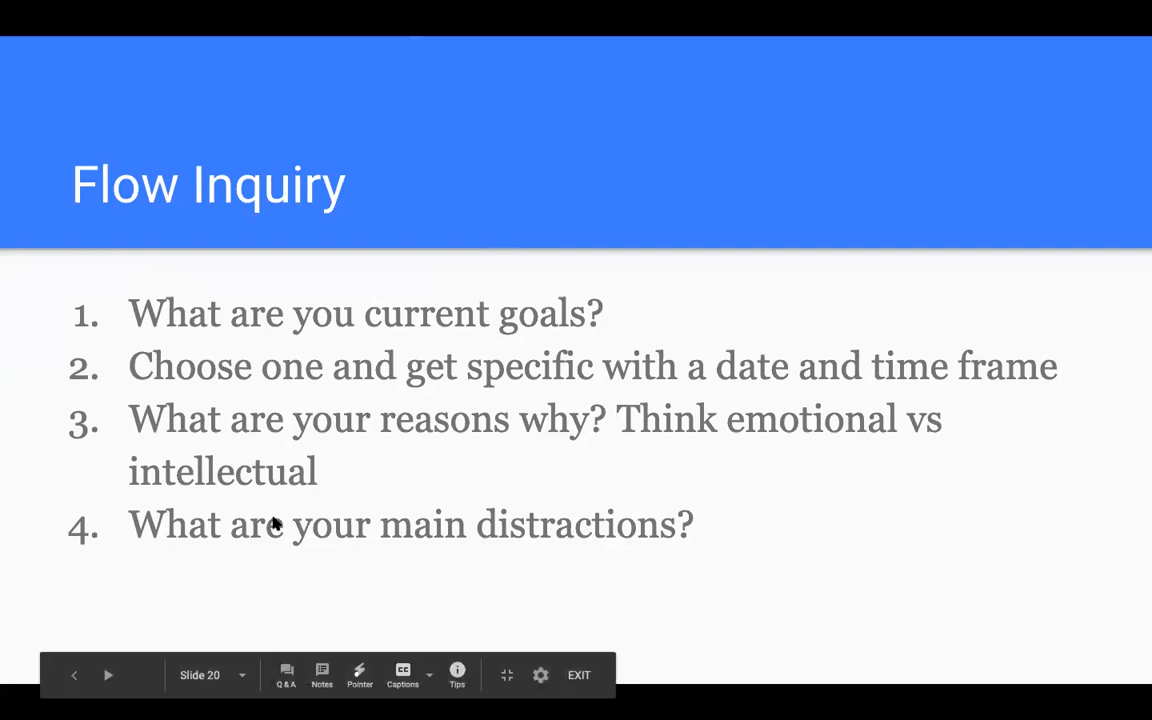 Flow Inquiry
1. What are you current goals?
2. Choose one and get specific with a date and time frame
3. What are your reasons why? Think emotional vs
intellectual
4. What are your main distractions?
Slide 20
Q & A
Notes
Pointer
CC
Captions
Tips
EXIT